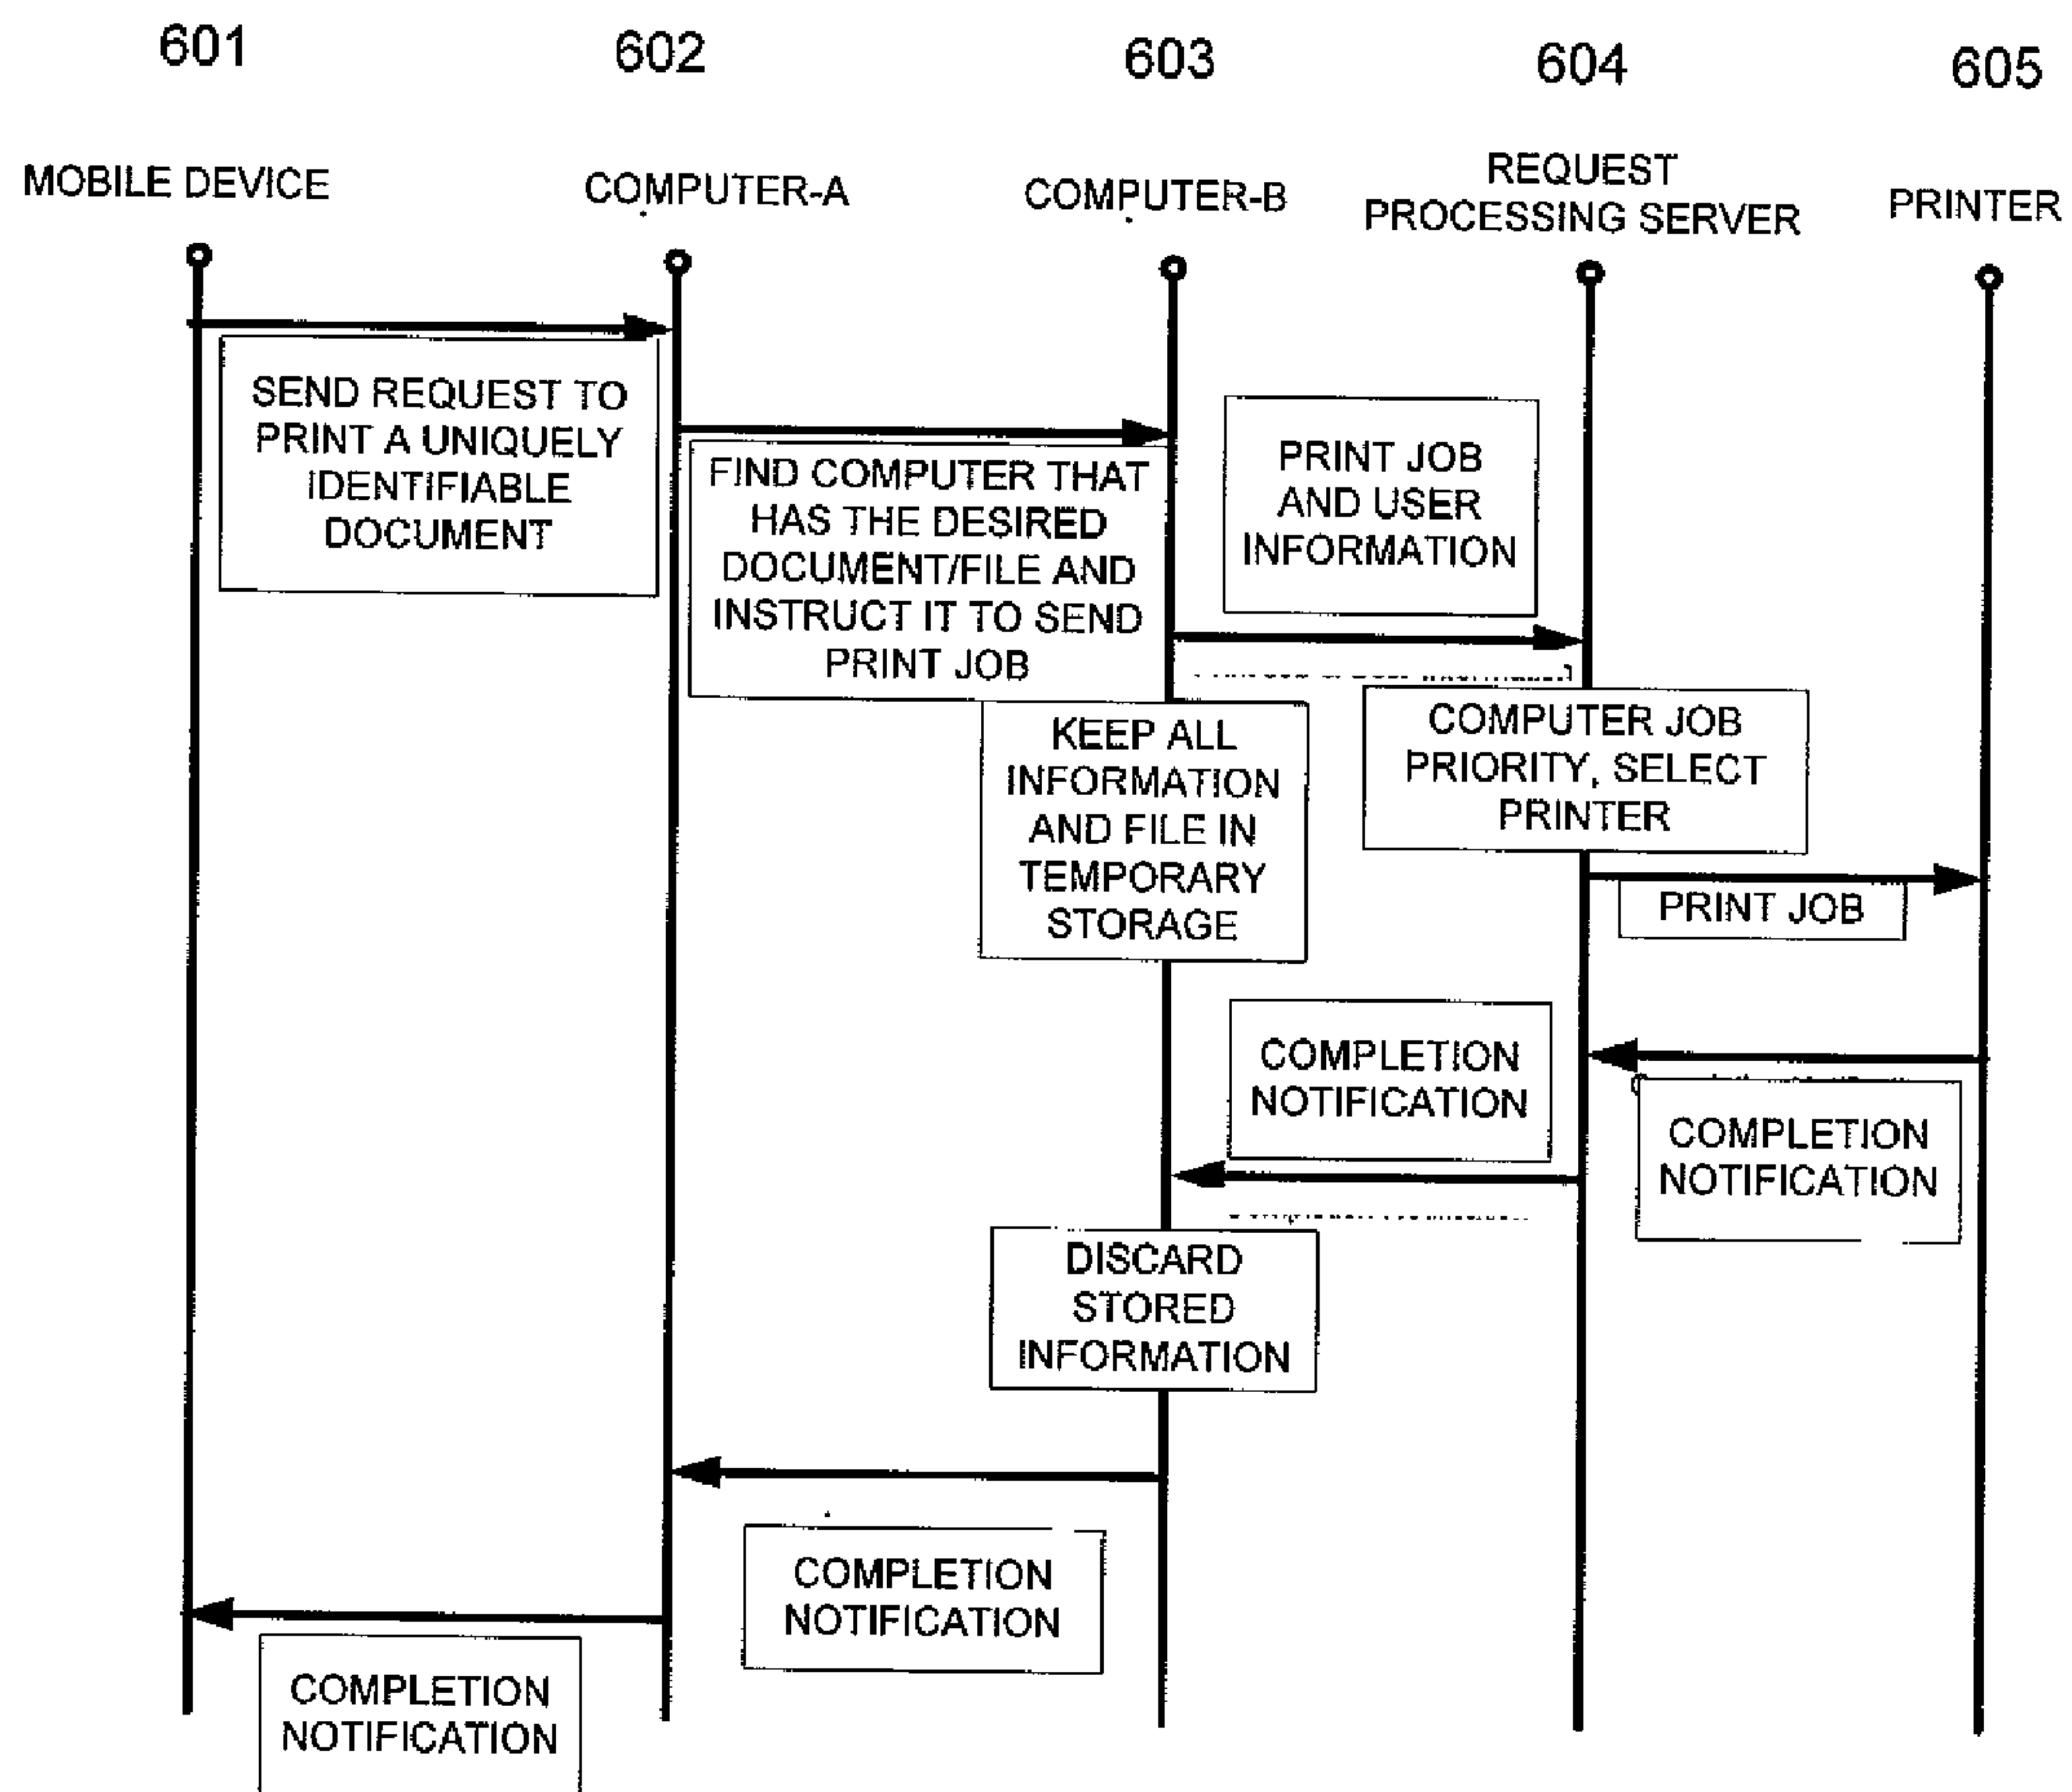 601
602
603
604
605
MOBILE DEVICE
COMPUTER-A
COMPUTER-B
REQUEST
PROCESSING SERVER
PRINTER
SEND REQUEST TO
PRINT A UNIQUELY
IDENTIFIABLE
DOCUMENT
FIND COMPUTER THAT
HAS THE DESIRED
DOCUMENT/FILE AND
INSTRUCT IT TO SEND
PRINT JOB
PRINT JOB
AND USER
INFORMATION
KEEP ALL
INFORMATION
AND FILE IN
TEMPORARY
STORAGE
COMPUTER JOB
PRIORITY, SELECT
PRINTER
PRINT JOB
COMPLETION
NOTIFICATION
COMPLETION
NOTIFICATION
DISCARD
STORED
INFORMATION
COMPLETION
NOTIFICATION
COMPLETION
NOTIFICATION